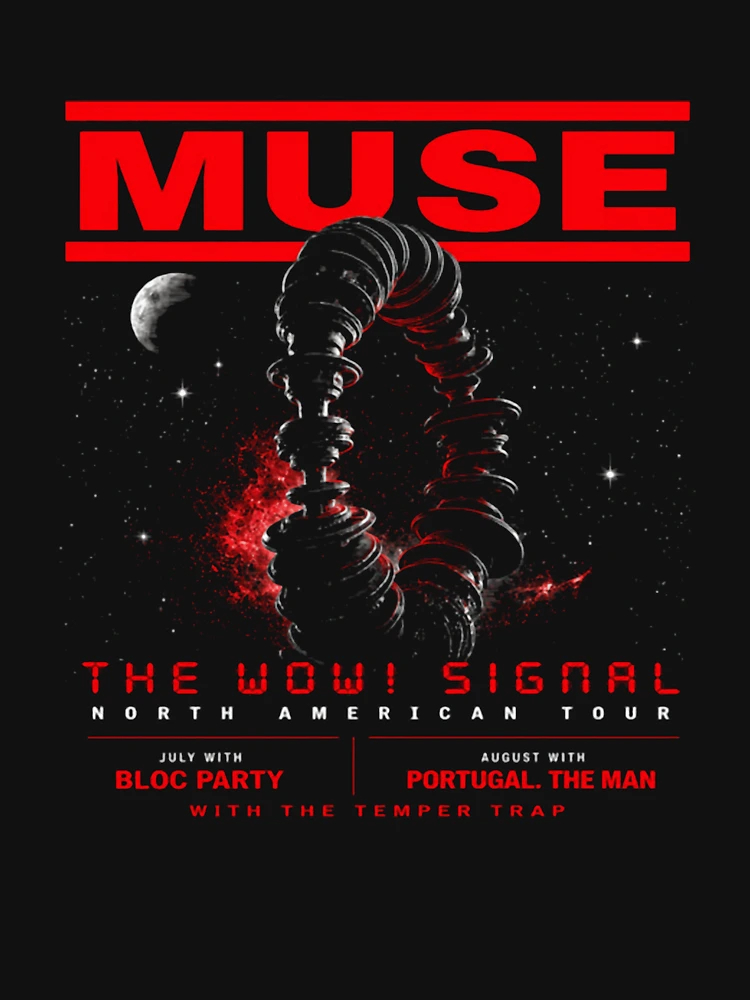 MUSE
THE WOW! SIGNAL
NORTH AMERICAN TOUR
JULY WITH
BLOC PARTY
AUGUST WITH
PORTUGAL. THE MAN
WITH THE TEMPER TRAP